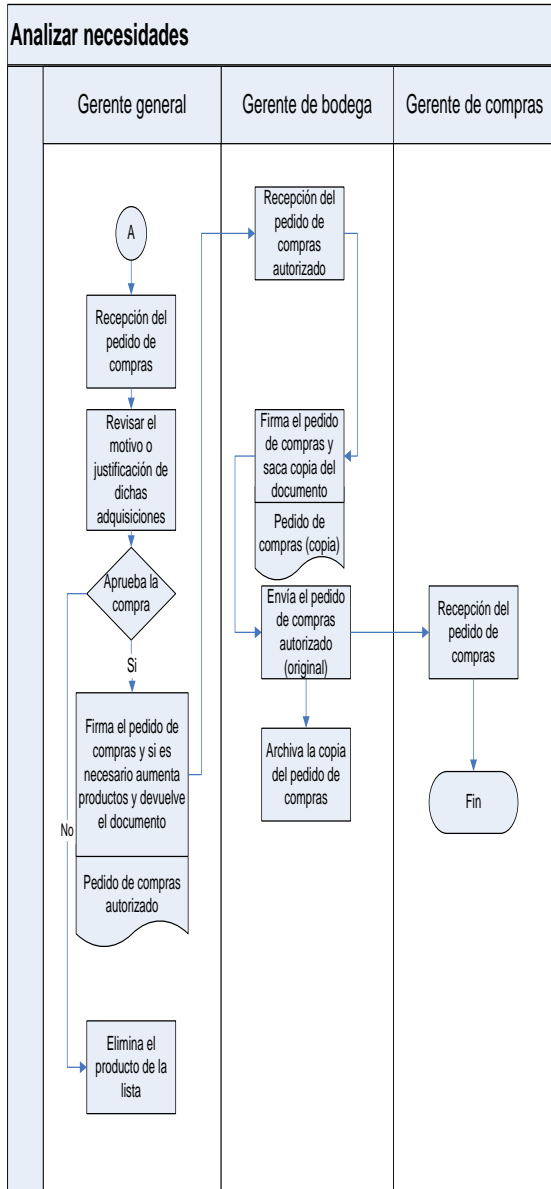 Analizar necesidades
Gerente general
Gerente de bodega
Gerente de compras
A
Recepción del
pedido de
compras
Revisar el
motivo o
justificación de
dichas
adquisiciones
Aprueba la
compra
Si
No
Firma el pedido de
compras y si es
necesario aumenta
productos y devuelve
el documento
Pedido de compras
autorizado
Elimina el
producto de la
lista
Recepción del
pedido de
compras
autorizado
Firma el pedido
de compras y
saca copia del
documento
Pedido de
compras (copia)
Envía el pedido
de compras
autorizado
(original)
Archiva la copia
del pedido de
compras
Recepción del
pedido de
compras
Fin